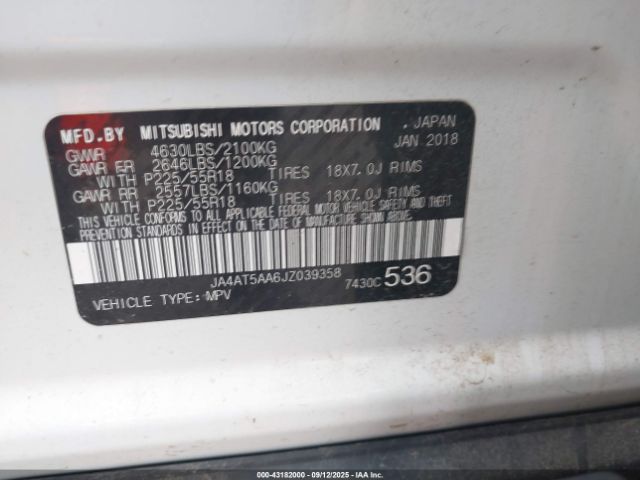 MFD.BY MITSUBISHI MOTORS CORPORATION . JAPAN
GVWR 4630LBS/2100KG JAN 2018
GAWR FR 2646LBS/1200KG
WITH P225/55R18 TIRES 18X7.0J RIMS
GAWR RR 2557LBS/1160KG
WITH P225/55R18 TIRES 18X7.0J RIMS
THIS VEHICLE CONFORMS TO ALL APPLICABLE FEDERAL MOTOR VEHICLE SAFETY AND THEFT
PREVENTION STANDARDS IN EFFECT ON THE DATE OF MANUFACTURE SHOWN ABOVE.
JA4AT5AA6JZ039358
VEHICLE TYPE: MPV 7430C 536
000-43182000 09/12/2025 - IAA Inc.